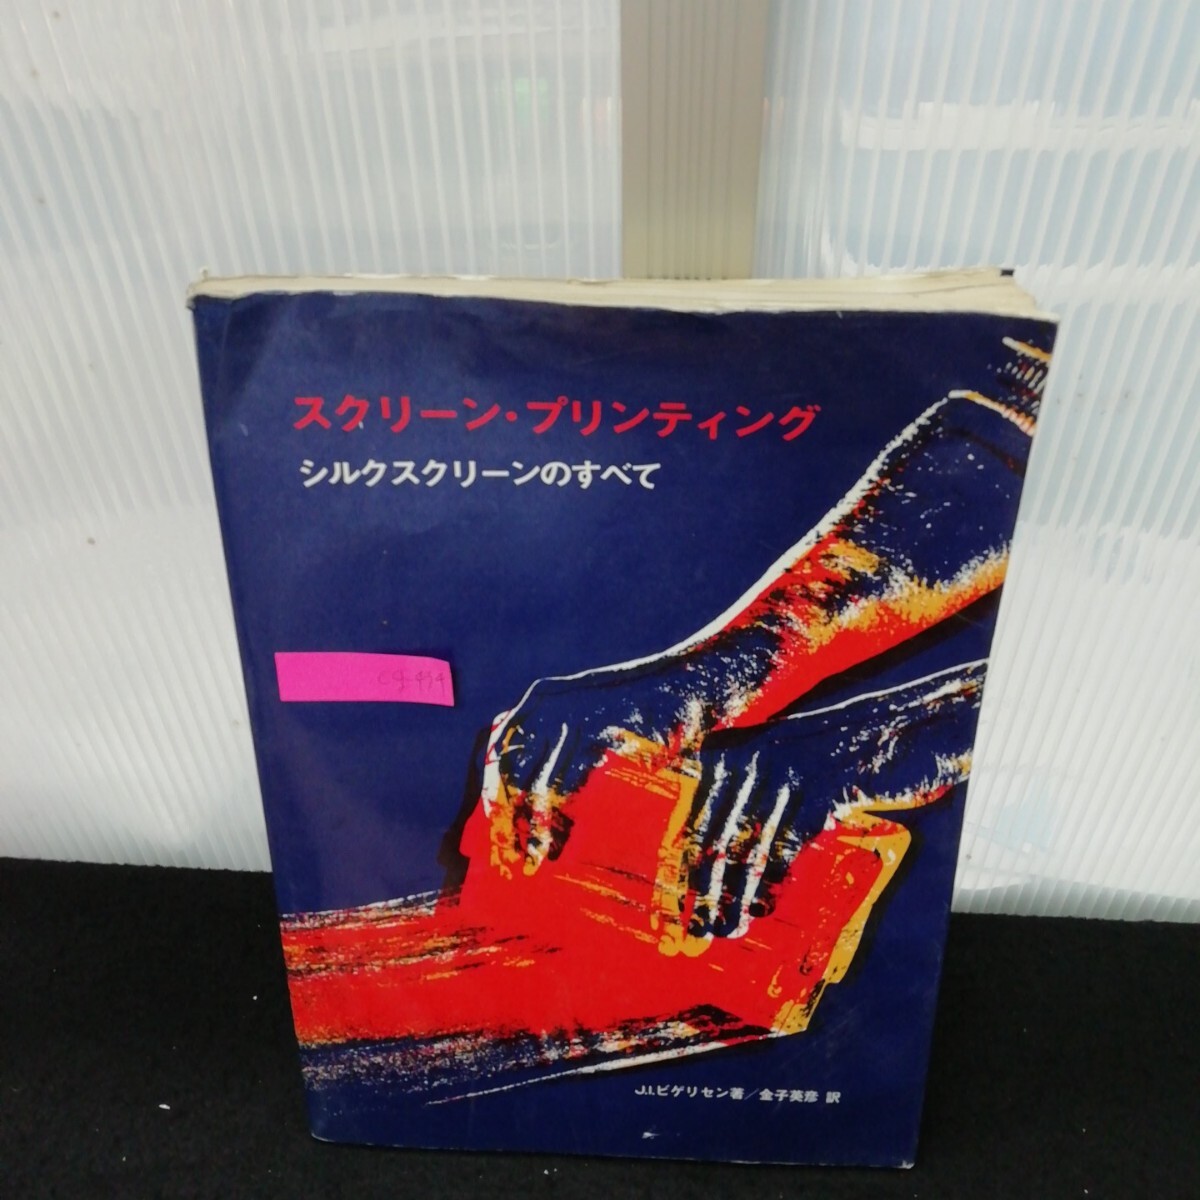 スクリーン・プリンティング
シルクスクリーンのすべて
J.I.ビゲリセン著／金子英彦 訳